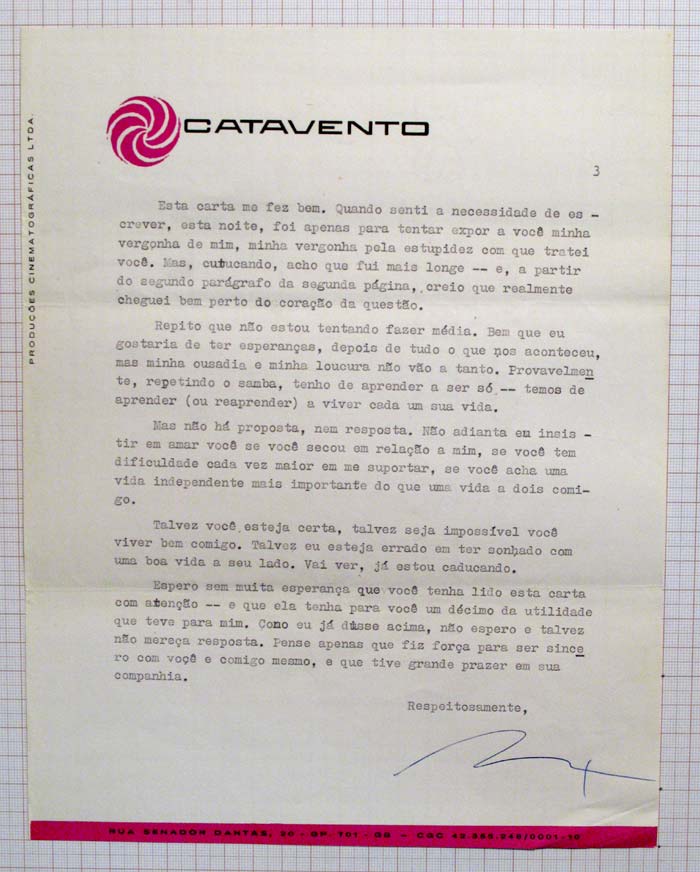 CATAVENTO
PRODUÇÕES CINEMATOGRÁFICAS LTDA.
3
Esta carta me fez bem. Quando senti a necessidade de es -
crever, esta noite, foi apenas para tentar expor a você minha
vergonha de mim, minha vergonha pela estupidez com que tratei
você. Mas, cutucando, acho que fui mais longe -- e, a partir
do segundo parágrafo da segunda página, creio que realmente
cheguei bem perto do coração da questão.
Repito que não estou tentando fazer média. Bem que eu
gostaria de ter esperanças, depois de tudo o que nos aconteceu,
mas minha ousadia e minha loucura não vão a tanto. Provavelmen
te, repetindo o samba, tenho de aprender a ser só -- temos de
aprender (ou reaprender) a viver cada um sua vida.
Mas não há proposta, nem resposta. Não adianta eu insis -
tir em amar você se você secou em relação a mim, se você tem
dificuldade cada vez maior em me suportar, se você acha uma
vida independente mais importante do que uma vida a dois comi-
go.
Talvez você esteja certa, talvez seja impossível você
viver bem comigo. Talvez eu esteja errado em ter sonhado com
uma boa vida a seu lado. Vai ver, já estou caducando.
Espero sem muita esperança que você tenha lido esta carta
com atenção -- e que ela tenha para você um décimo da utilidade
que teve para mim. Como eu já disse acima, não espero e talvez
não mereça resposta. Pense apenas que fiz força para ser since
ro com voçê e comigo mesmo, e que tive grande prazer em sua
companhia.
Respeitosamente,
RUA SENADOR DANTAS, 20 - GP. 701 - GB - CGC